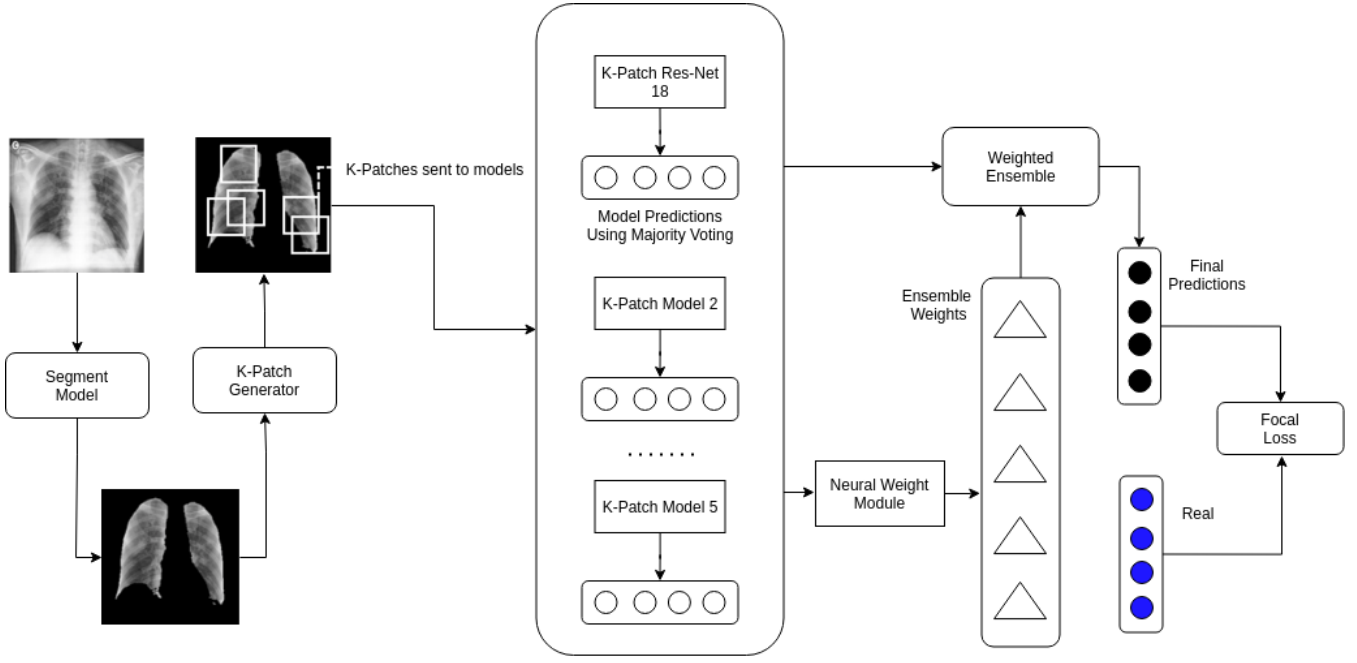 K-Patch Res-Net
18
K-Patches sent to models
Model Predictions
Using Majority Voting
Weighted
Ensemble
Final
Predictions
Ensemble
Weights
K-Patch Model 2
Segment
Model
K-Patch
Generator
Focal
Loss
.......
K-Patch Model 5
Neural Weight
Module
Real